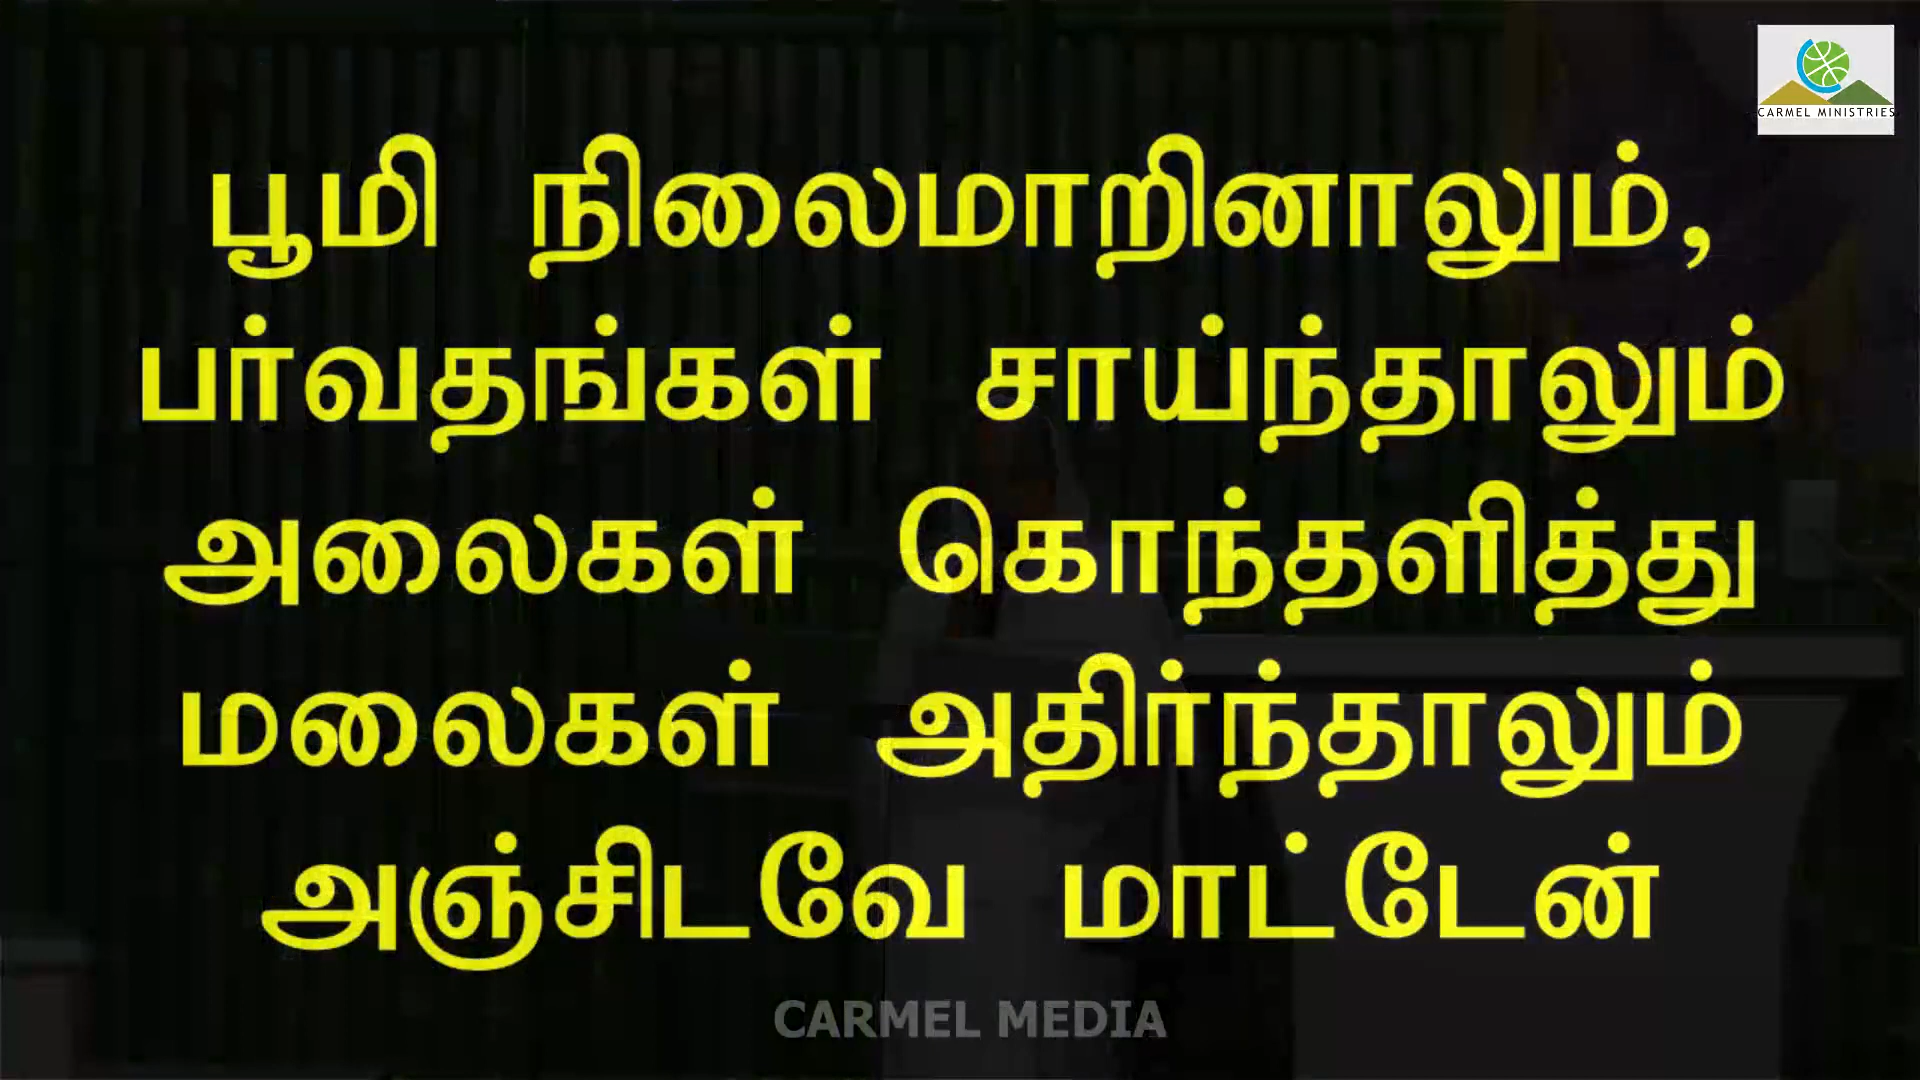 CARMEL MINISTRIES
பூமி நிலைமாறினாலும்,
பர்வதங்கள் சாய்ந்தாலும்
அலைகள் கொந்தளித்து
மலைகள் அதிர்ந்தாலும்
அஞ்சிடவே மாட்டேன்
CARMEL MEDIA